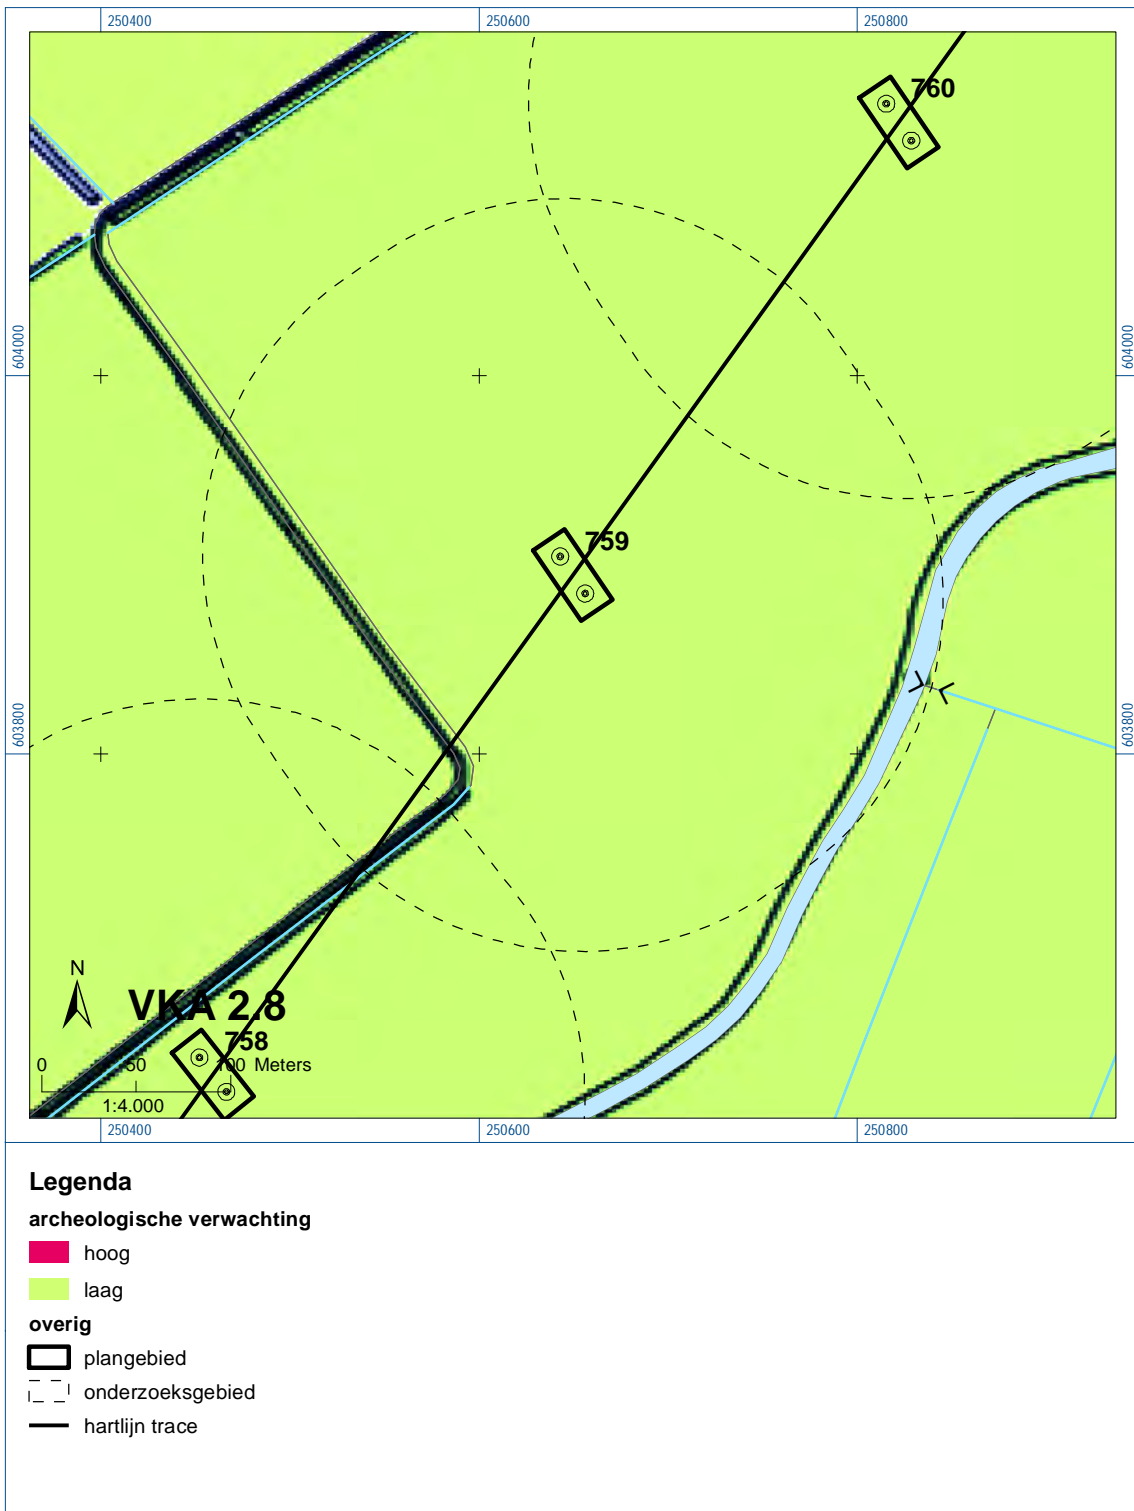 250400
250600
250800
760
604000
604000
759
603800
603800
N
VKA 2.8
758
0
50
100 Meters
1:4.000
250400
250600
250800
Legenda
archeologische verwachting
hoog
laag
overig
plangebied
onderzoeksgebied
hartlijn trace